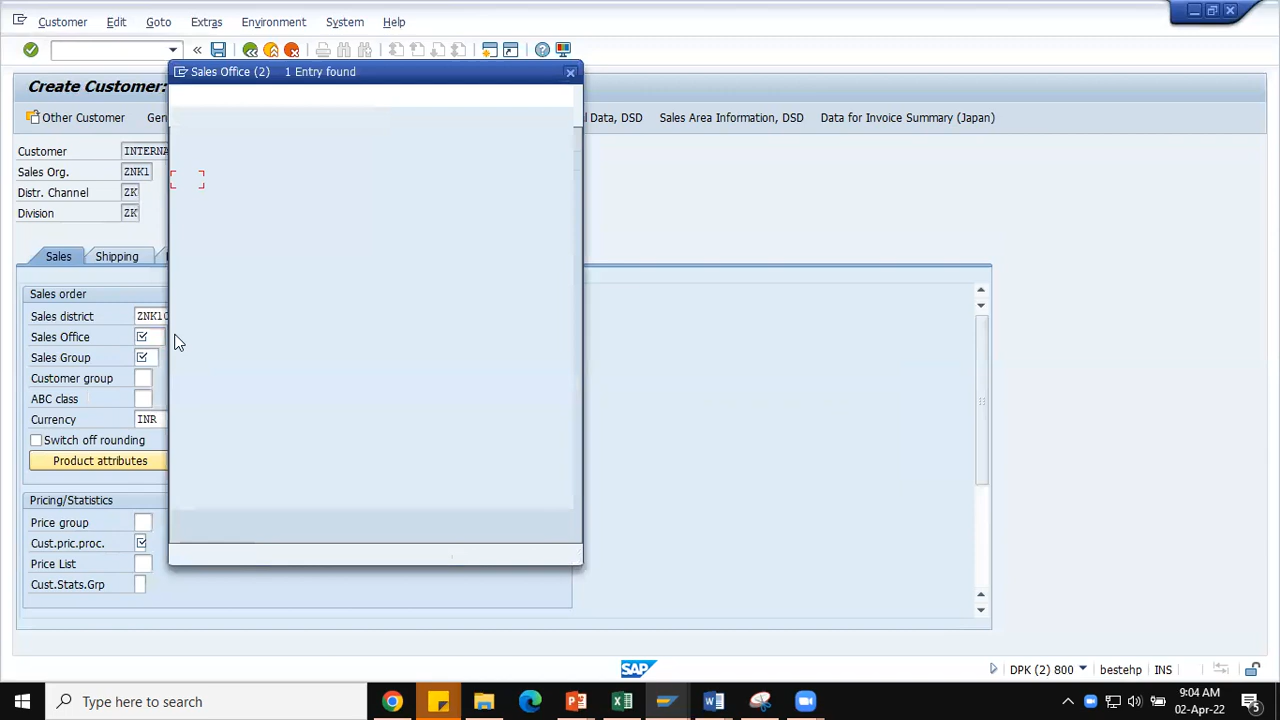 Customer Edit Goto Extras Environment System Help
Sales Office (2) 1 Entry found
Create Customer:
Other Customer Gen l Data, DSD Sales Area Information, DSD Data for Invoice Summary (Japan)
Customer INTERNA
Sales Org. ZNK1
Distr. Channel ZK
Division ZK
Sales Shipping
Sales order
Sales district ZNK10
Sales Office
Sales Group
Customer group
ABC class
Currency INR
Switch off rounding
Product attributes
Pricing/Statistics
Price group
Cust.pric.proc.
Price List
Cust.Stats.Grp
SAP DPK (2) 800 bestehp INS
Type here to search
9:04 AM
02-Apr-22
5